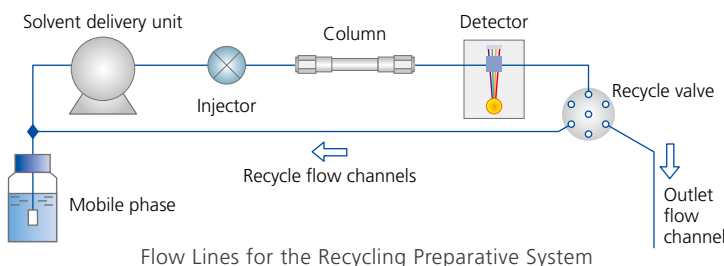 Solvent delivery unit
Injector
Column
Detector
Recycle valve
Recycle flow channels
Mobile phase
Outlet
flow
channel
Flow Lines for the Recycling Preparative System